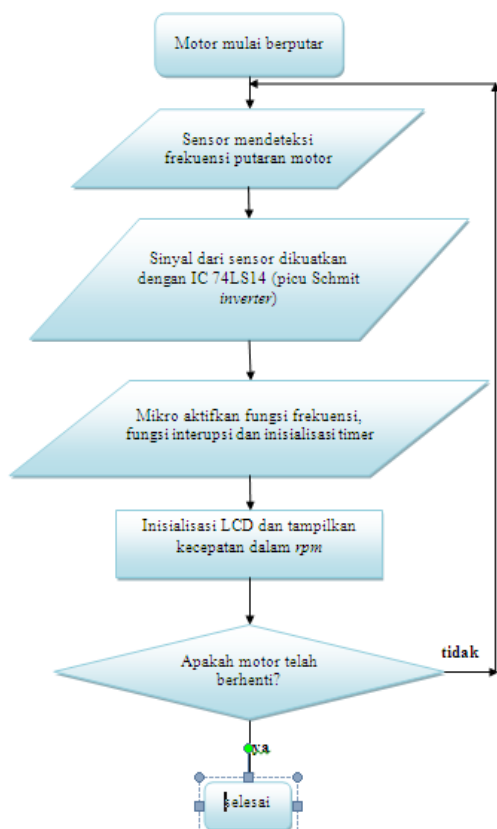 Motor mulai berputar
Sensor mendeteksi
frekuensi putaran motor
Sinyal dari sensor dikuatkan
dengan IC 74LS14 (picu Schmit
inverter)
Mikro aktifkan fungsi frekuensi,
fungsi interupsi dan inisialisasi timer
Inisialisasi LCD dan tampilkan
kecepatan dalam rpm
Apakah motor telah
berhenti?
tidak
ya
selesai